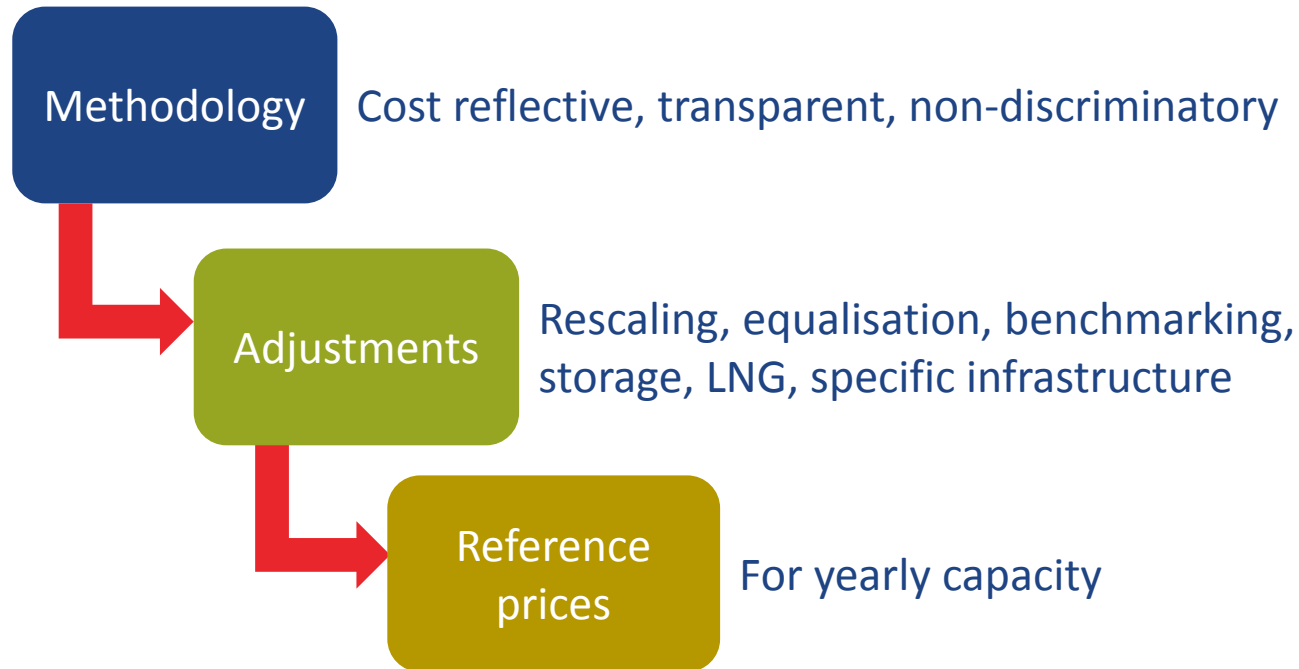 Methodology
Cost reflective, transparent, non-discriminatory
Adjustments
Rescaling, equalisation, benchmarking,
storage, LNG, specific infrastructure
Reference
prices
For yearly capacity